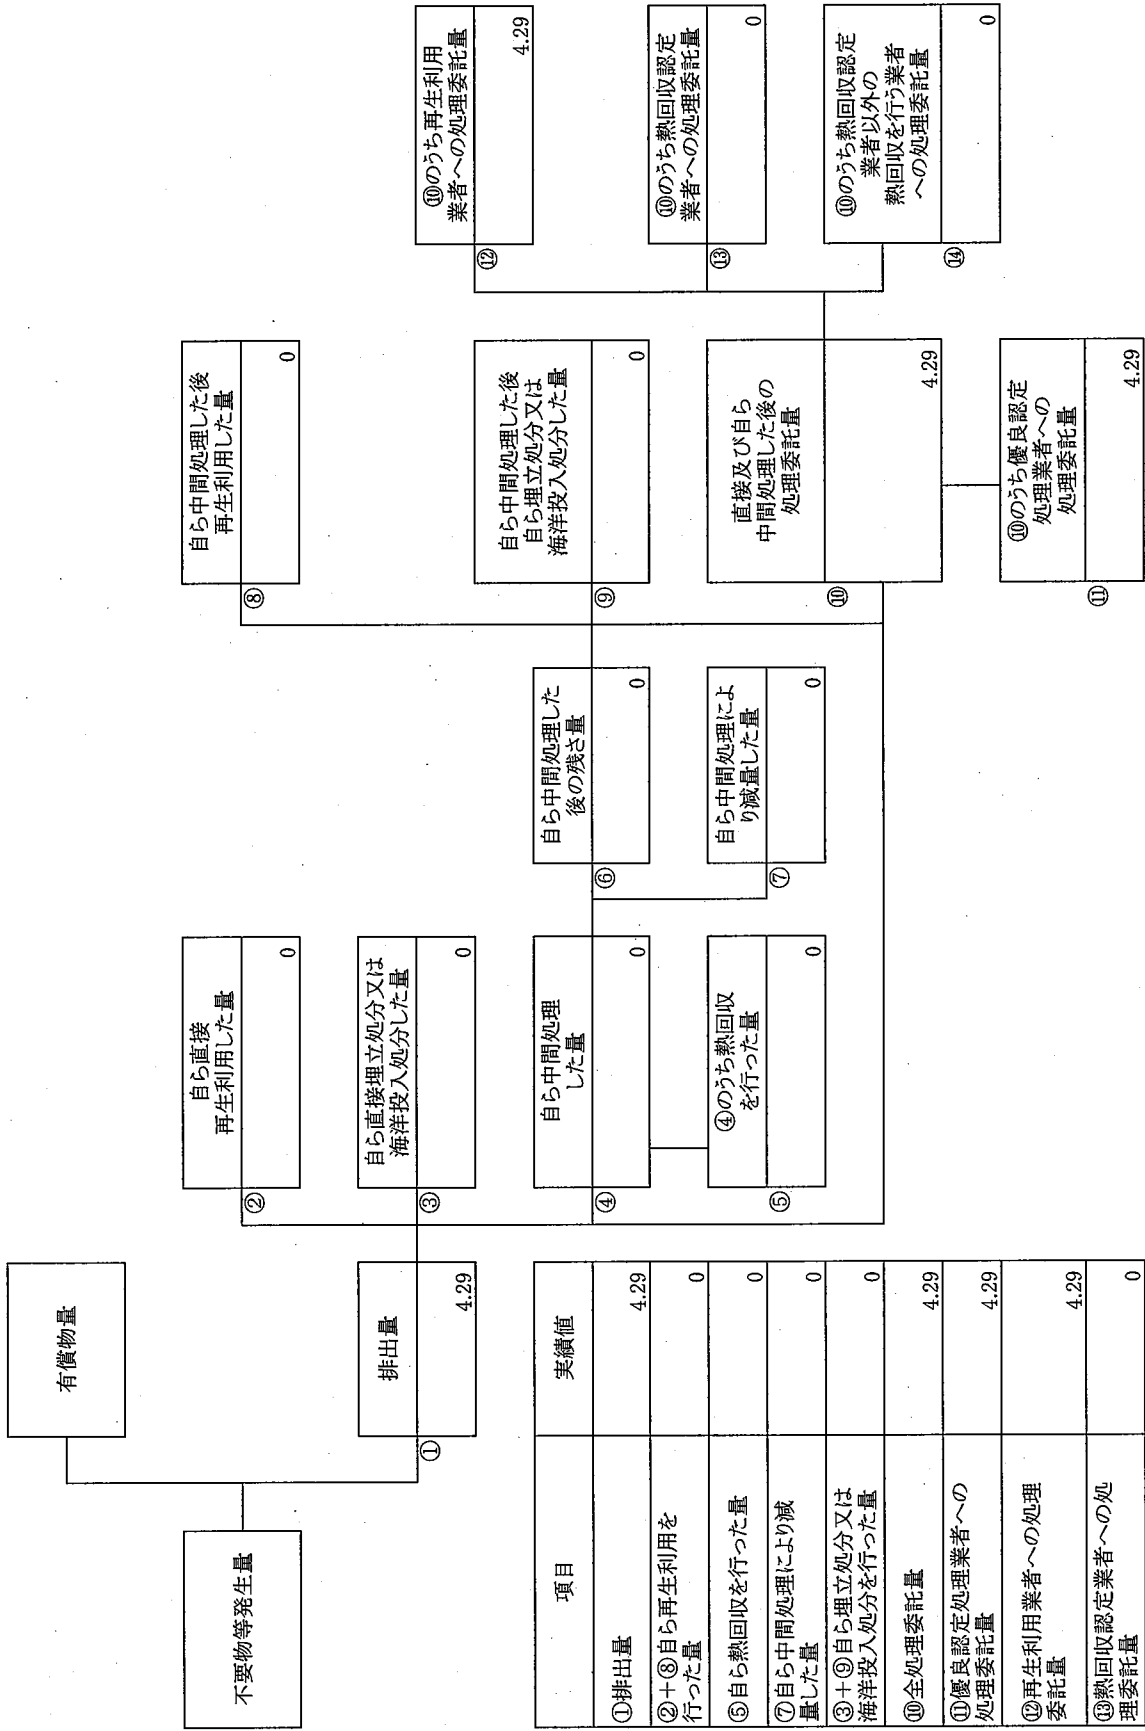 不要物等発生量
有償物量
①
排出量
4.29
②
自ら直接
再生利用した量
0
③
自ら直接埋立処分又は
海洋投入処分した量
0
④
自ら中間処理
した量
0
⑤
④のうち熱回収
を行った量
0
⑥
自ら中間処理した
後の残さ量
0
⑦
自ら中間処理によ
り減量した量
0
⑧
自ら中間処理した後
再生利用した量
0
⑨
自ら中間処理した後
自ら埋立処分又は
海洋投入処分した量
0
⑩
直接及び自ら
中間処理した後の
処理委託量
4.29
⑪
⑩のうち優良認定
処理業者への
処理委託量
4.29
⑫
⑩のうち再生利用
業者への処理委託量
4.29
⑬
⑩のうち熱回収認定
業者への処理委託量
0
⑭
⑩のうち熱回収認定
業者以外の
熱回収を行う業者
への処理委託量
0
項目 実績値
①排出量 4.29
②+⑧自ら再生利用を
行った量 0
⑤自ら熱回収を行った量 0
⑦自ら中間処理により減
量した量 0
③+⑨自ら埋立処分又は
海洋投入処分を行った量 0
⑩全処理委託量 4.29
⑪優良認定処理業者への
処理委託量 4.29
⑫再生利用業者への処理
委託量 4.29
⑬熱回収認定業者への処
理委託量 0